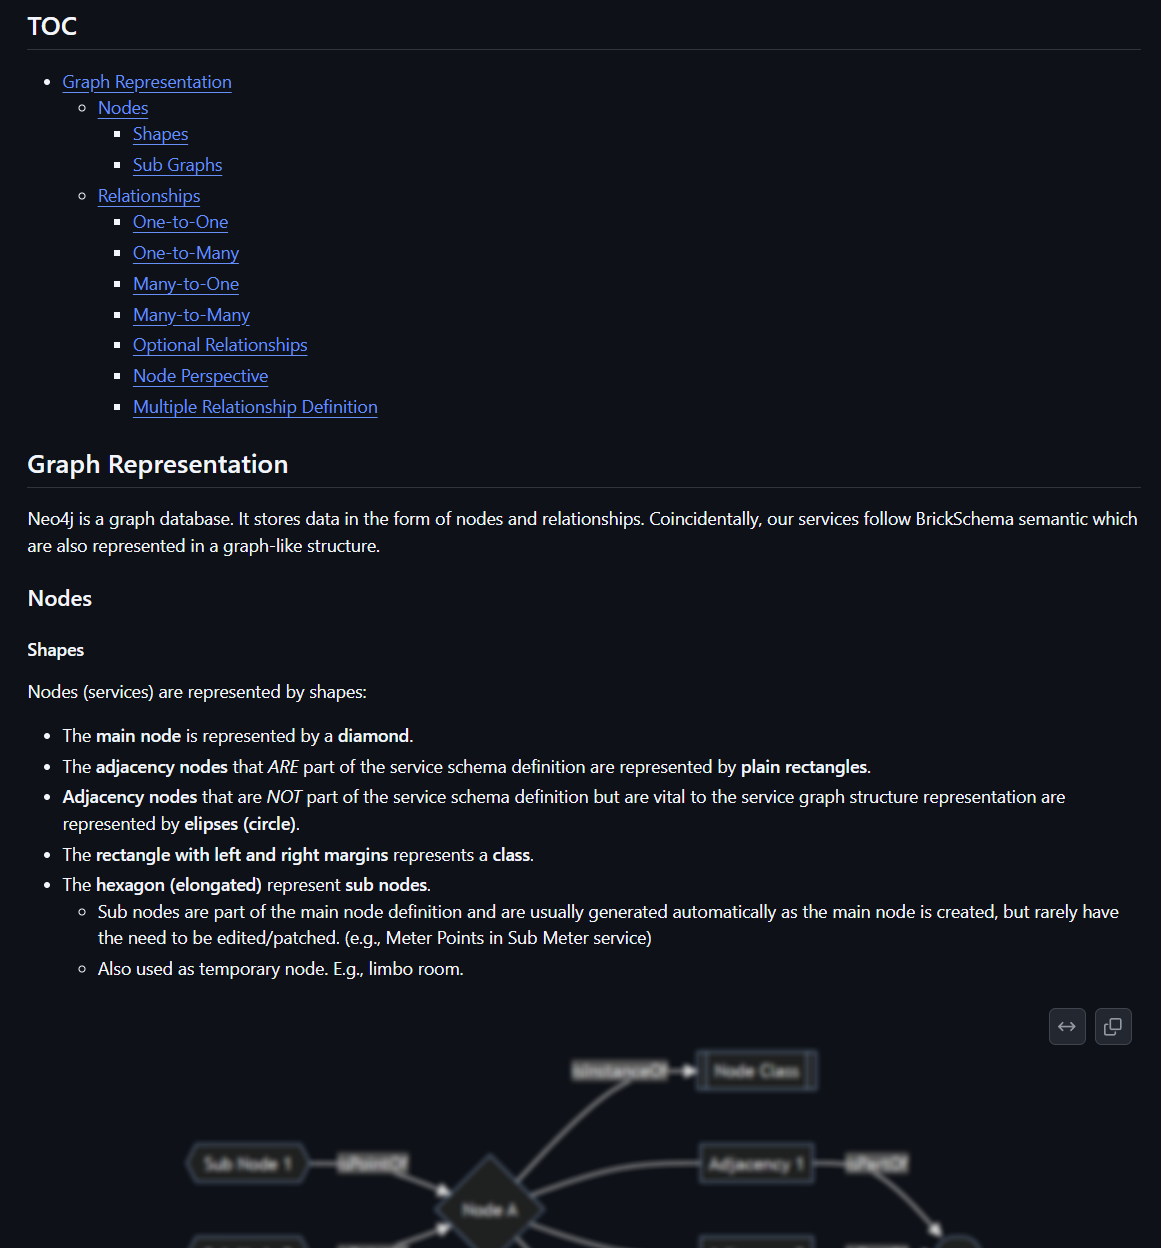 TOC
Graph Representation
Nodes
Shapes
Sub Graphs
Relationships
One-to-One
One-to-Many
Many-to-One
Many-to-Many
Optional Relationships
Node Perspective
Multiple Relationship Definition
Graph Representation
Neo4j is a graph database. It stores data in the form of nodes and relationships. Coincidentally, our services follow BrickSchema semantic which
are also represented in a graph-like structure.
Nodes
Shapes
Nodes (services) are represented by shapes:
The main node is represented by a diamond.
The adjacency nodes that ARE part of the service schema definition are represented by plain rectangles.
Adjacency nodes that are NOT part of the service schema definition but are vital to the service graph structure representation are
represented by elipses (circle).
The rectangle with left and right margins represents a class.
The hexagon (elongated) represent sub nodes.
Sub nodes are part of the main node definition and are usually generated automatically as the main node is created, but rarely have
the need to be edited/patched. (e.g., Meter Points in Sub Meter service)
Also used as temporary node. E.g., limbo room.
isInstanceOf
Node Class
Sub Node 1
isPointOf
Adjacency 1
isPartOf
Node A